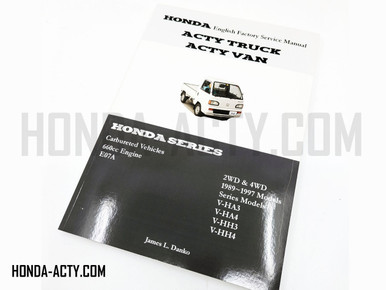 HONDA English Factory Service Manual
ACTY TRUCK
ACTY VAN
HONDA-ACTY.COM
HONDA SERIES
Carbureted Vehicles
660cc Engine
E07A
2WD & 4WD
1989~1997 Models
Series Models
V-HA3
V-HA4
V-HH3
V-HH4
James L. Danko
HONDA-ACTY.COM